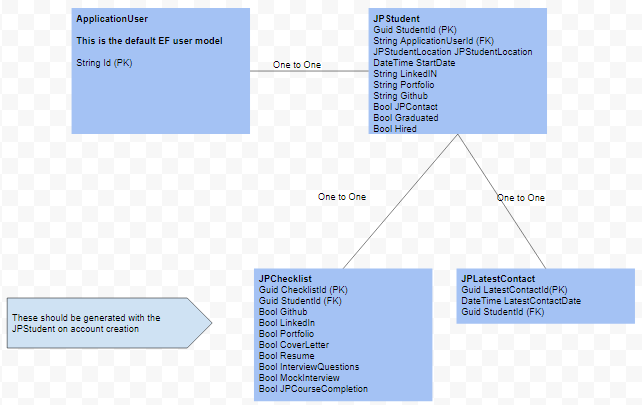 ApplicationUser
This is the default EF user model
String Id (PK)
One to One
JPStudent
Guid StudentId (PK)
String ApplicationUserId (FK)
JPStudentLocation JPStudentLocation
DateTime StartDate
String LinkedIN
String Portfolio
String Github
Bool JPContact
Bool Graduated
Bool Hired
One to One
One to One
These should be generated with the
JPStudent on account creation
JPChecklist
Guid ChecklistId (PK)
Guid StudentId (FK)
Bool Github
Bool LinkedIn
Bool Portfolio
Bool CoverLetter
Bool Resume
Bool InterviewQuestions
Bool MockInterview
Bool JPCourseCompletion
JPLatestContact
Guid LatestContactId(PK)
DateTime LatestContactDate
Guid StudentId (FK)